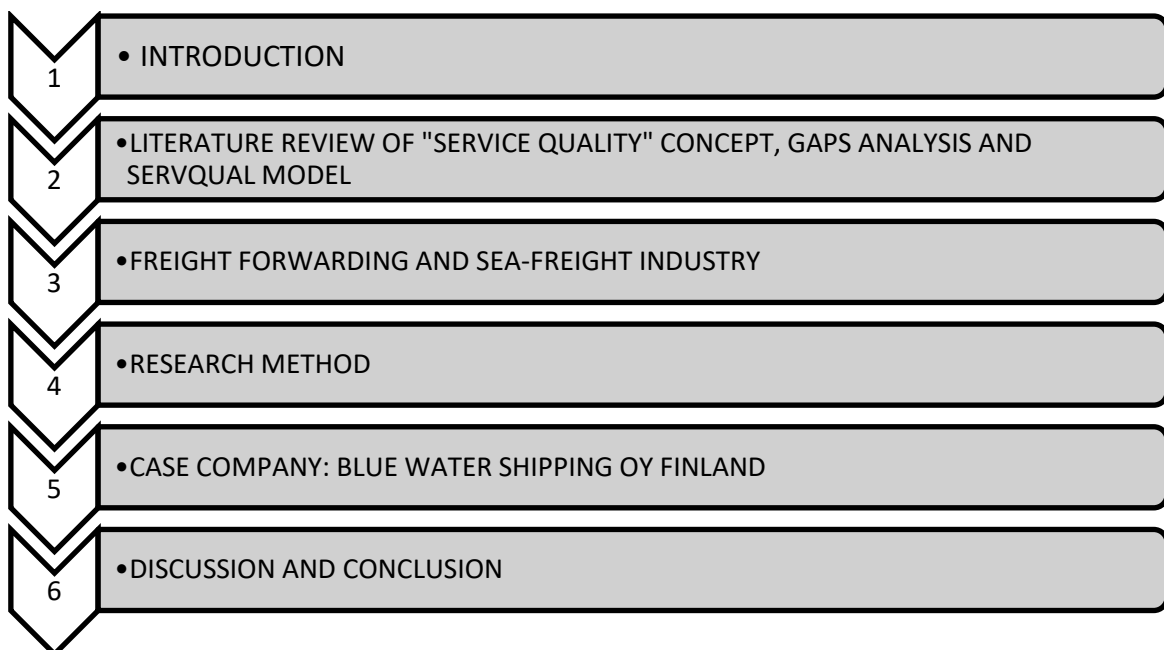 1
• INTRODUCTION
2
•LITERATURE REVIEW OF "SERVICE QUALITY" CONCEPT, GAPS ANALYSIS AND
SERVQUAL MODEL
3
•FREIGHT FORWARDING AND SEA-FREIGHT INDUSTRY
4
•RESEARCH METHOD
5
•CASE COMPANY: BLUE WATER SHIPPING OY FINLAND
6
•DISCUSSION AND CONCLUSION